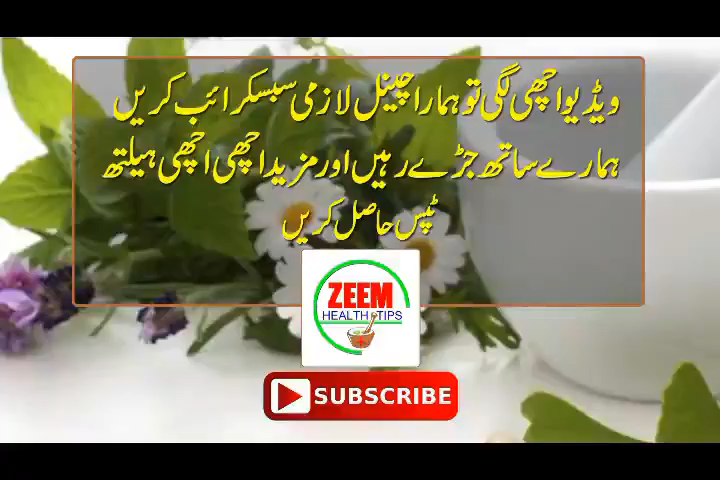 ویڈیو اچھی لگی تو ہمارا چینل لازمی سبسکرائب کریں
ہمارے ساتھ جڑے رہیں اور مزید اچھی اچھی ہیلتھ
ٹپس حاصل کریں
ZEEM
HEALTH TIPS
SUBSCRIBE